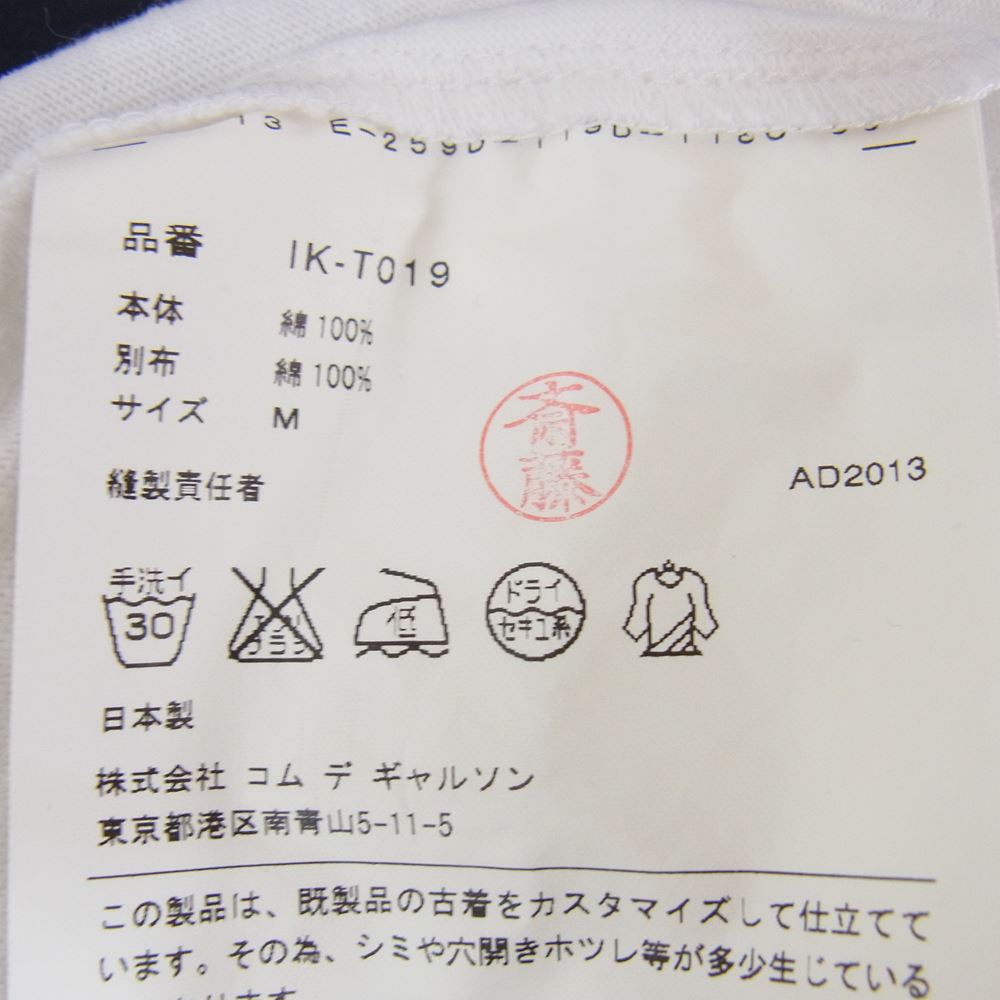 品番 IK-T019
本体 綿 100%
別布 綿 100%
サイズ M
斉藤
縫製責任者 AD2013
手洗イ 30
低
ドライ セキユ系
日本製
株式会社 コム デ ギャルソン
東京都港区南青山5-11-5
この製品は、既製品の古着をカスタマイズして仕立てて
います。その為、シミや穴開きホツレ等が多少生じている